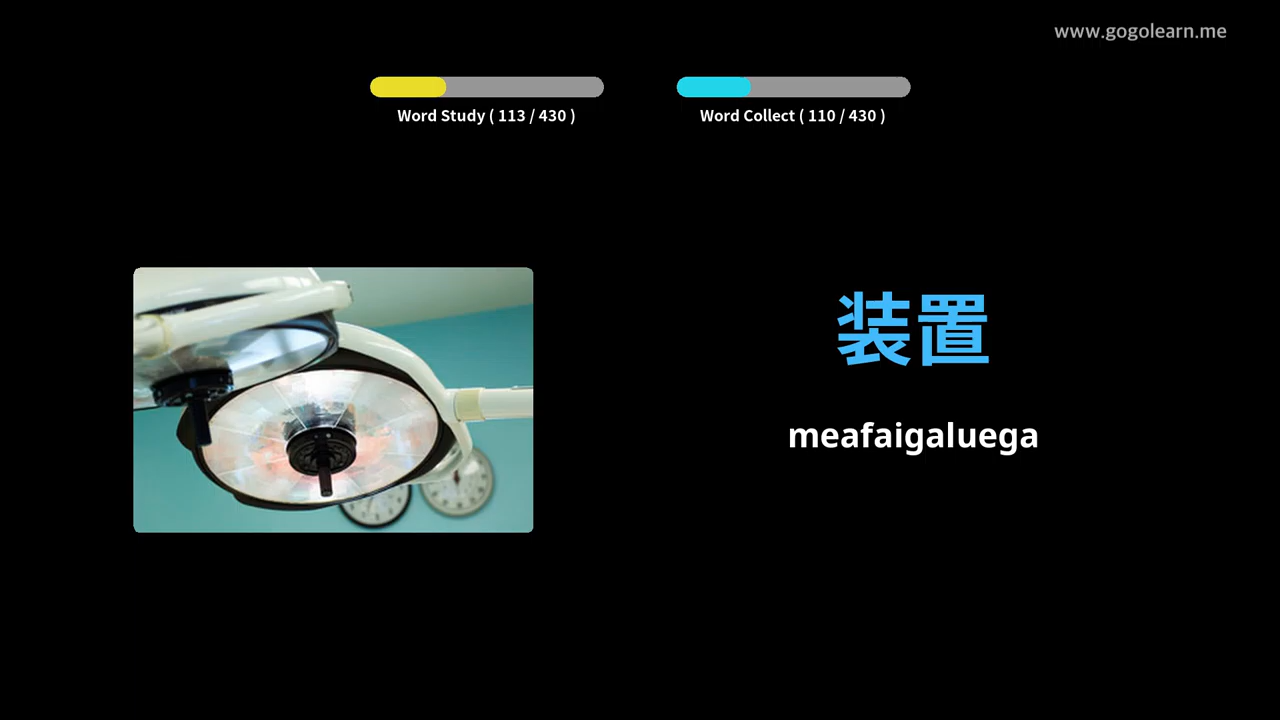 www.gogolearn.me
Word Study ( 113 / 430 )
Word Collect ( 110 / 430 )
装置
meafaigaluega